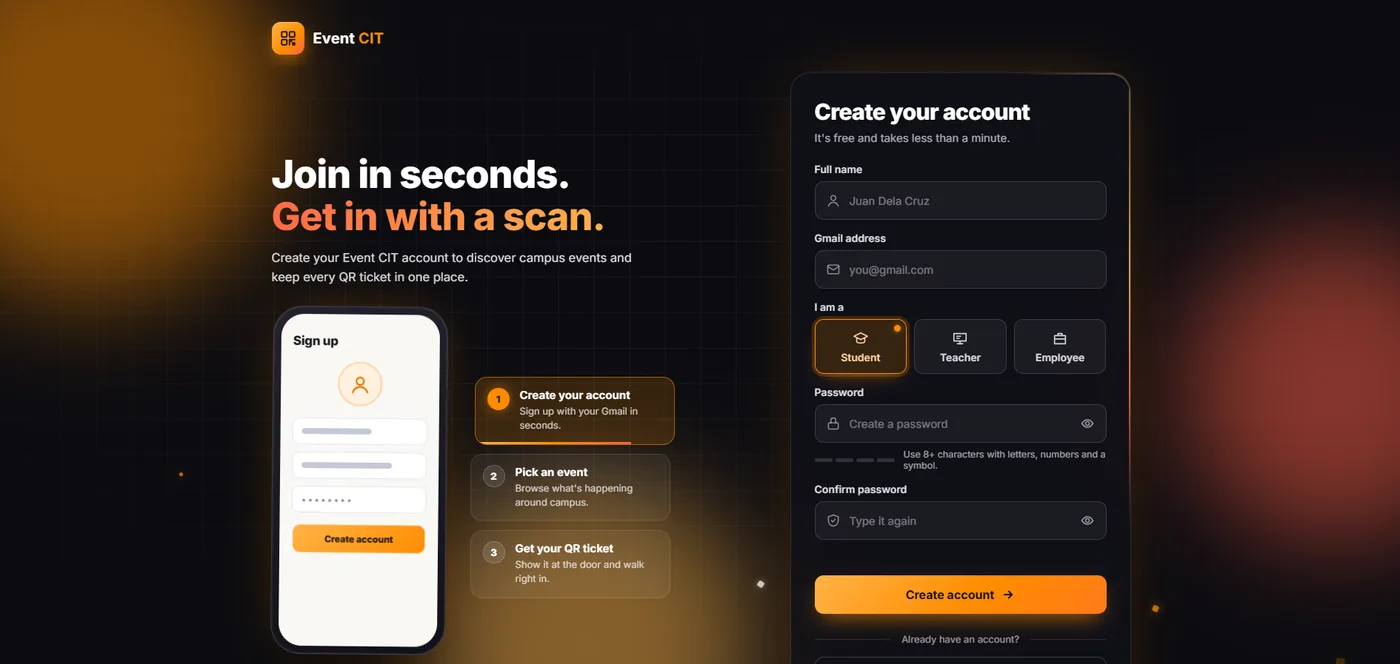 Event CIT
Join in seconds.
Get in with a scan.
Create your Event CIT account to discover campus events and
keep every QR ticket in one place.
Sign up
Create account
1
Create your account
Sign up with your Gmail in
seconds.
2
Pick an event
Browse what's happening
around campus.
3
Get your QR ticket
Show it at the door and walk
right in.
Create your account
It's free and takes less than a minute.
Full name
Juan Dela Cruz
Gmail address
you@gmail.com
I am a
Student
Teacher
Employee
Password
Create a password
Use 8+ characters with letters, numbers and a
symbol.
Confirm password
Type it again
Create account →
Already have an account?